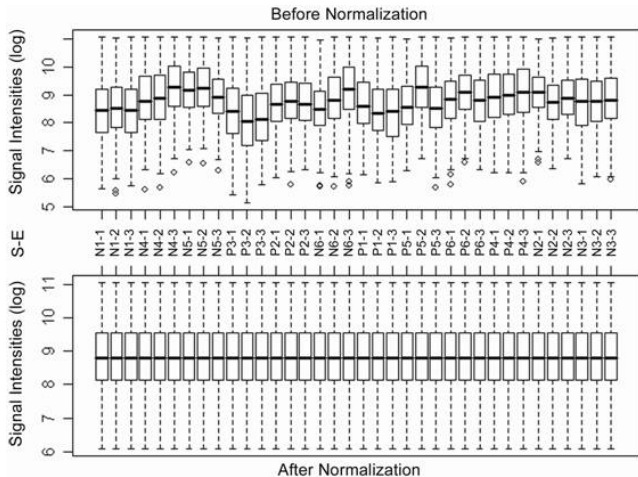 Before Normalization
Signal Intensities (log)
11
10
9
8
7
6
5
S-E
N1-1
N1-2
N1-3
N4-1
N4-2
N4-3
N5-1
N5-2
N5-3
P3-1
P3-2
P3-3
P2-1
P2-2
P2-3
N6-1
N6-2
N6-3
P1-1
P1-2
P1-3
P5-1
P5-2
P5-3
P6-1
P6-2
P6-3
P4-1
P4-2
P4-3
N2-1
N2-2
N2-3
N3-1
N3-2
N3-3
Signal Intensities (log)
11
10
9
8
7
6
After Normalization